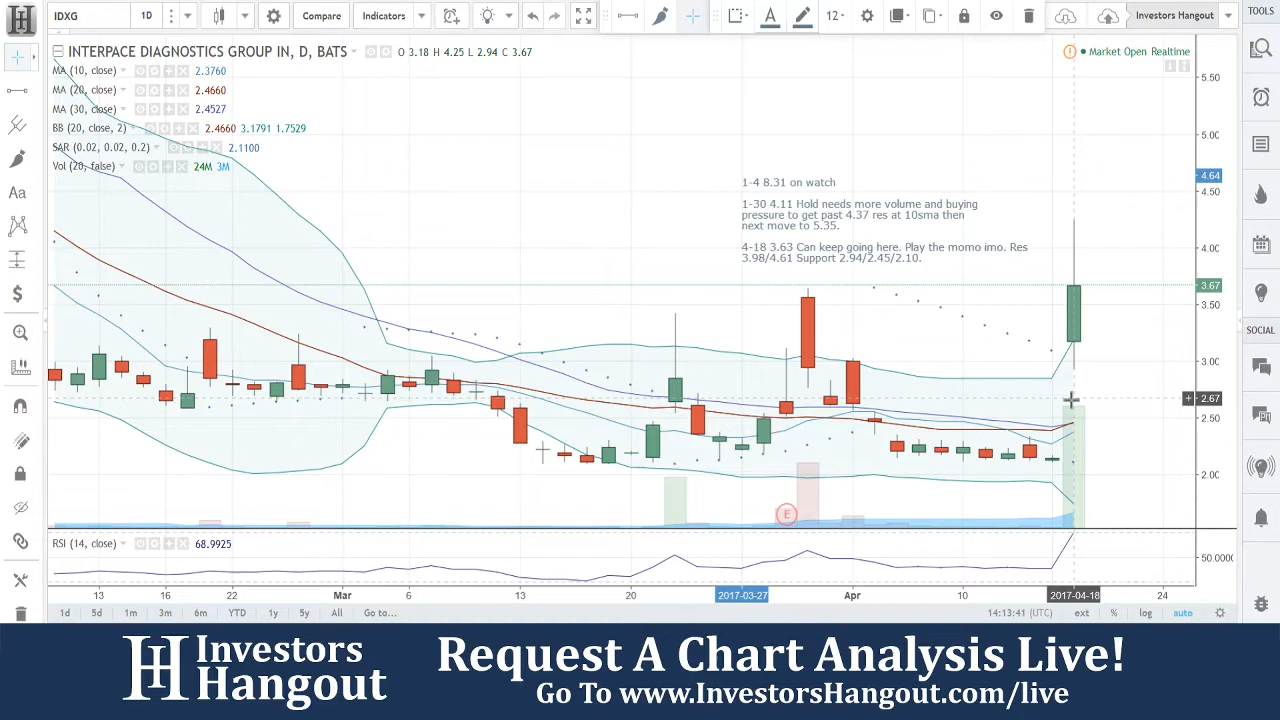 IDXG 1D Compare Indicators 12 Investors Hangout TOOLS
INTERPACE DIAGNOSTICS GROUP IN, D, BATS O 3.18 H 4.25 L 2.94 C 3.67
Market Open Realtime
MA (10, close) 2.3760
MA (20, close) 2.4660
MA (30, close) 2.4527
BB (20, close, 2) 2.4660 3.1791 1.7529
SAR (0.02, 0.02, 0.2) 2.1100
Vol (20, false) 24M 3M
1-4 8.31 on watch
1-30 4.11 Hold needs more volume and buying
pressure to get past 4.37 res at 10sma then
next move to 5.35.
4-18 3.63 Can keep going here. Play the momo imo. Res
3.98/4.61 Support 2.94/2.45/2.10.
5.50
5.00
4.64
4.50
4.00
3.67
3.50
3.00
2.67
2.50
2.00
Aa
$
SOCIAL
E
RSI (14, close) 68.9925
50.0000
13 16 22 Mar 6 13 20 2017-03-27 Apr 10 2017-04-18 24
1d 5d 1m 3m 6m YTD 1y 5y All Go to... 14:13:41 (UTC) ext % log auto
H
Investors
Hangout
Request A Chart Analysis Live!
Go To www.InvestorsHangout.com/live